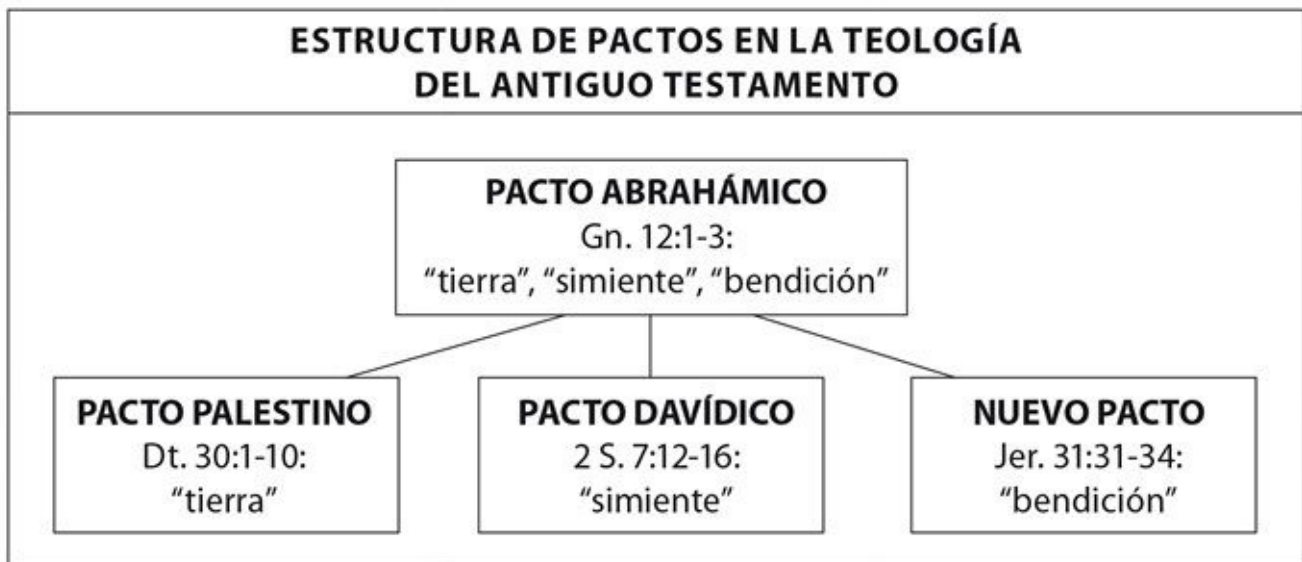 ESTRUCTURA DE PACTOS EN LA TEOLOGÍA
DEL ANTIGUO TESTAMENTO
PACTO ABRAHÁMICO
Gn. 12:1-3:
“tierra”, “simiente”, “bendición”
PACTO PALESTINO
Dt. 30:1-10:
“tierra”
PACTO DAVÍDICO
2 S. 7:12-16:
“simiente”
NUEVO PACTO
Jer. 31:31-34:
“bendición”